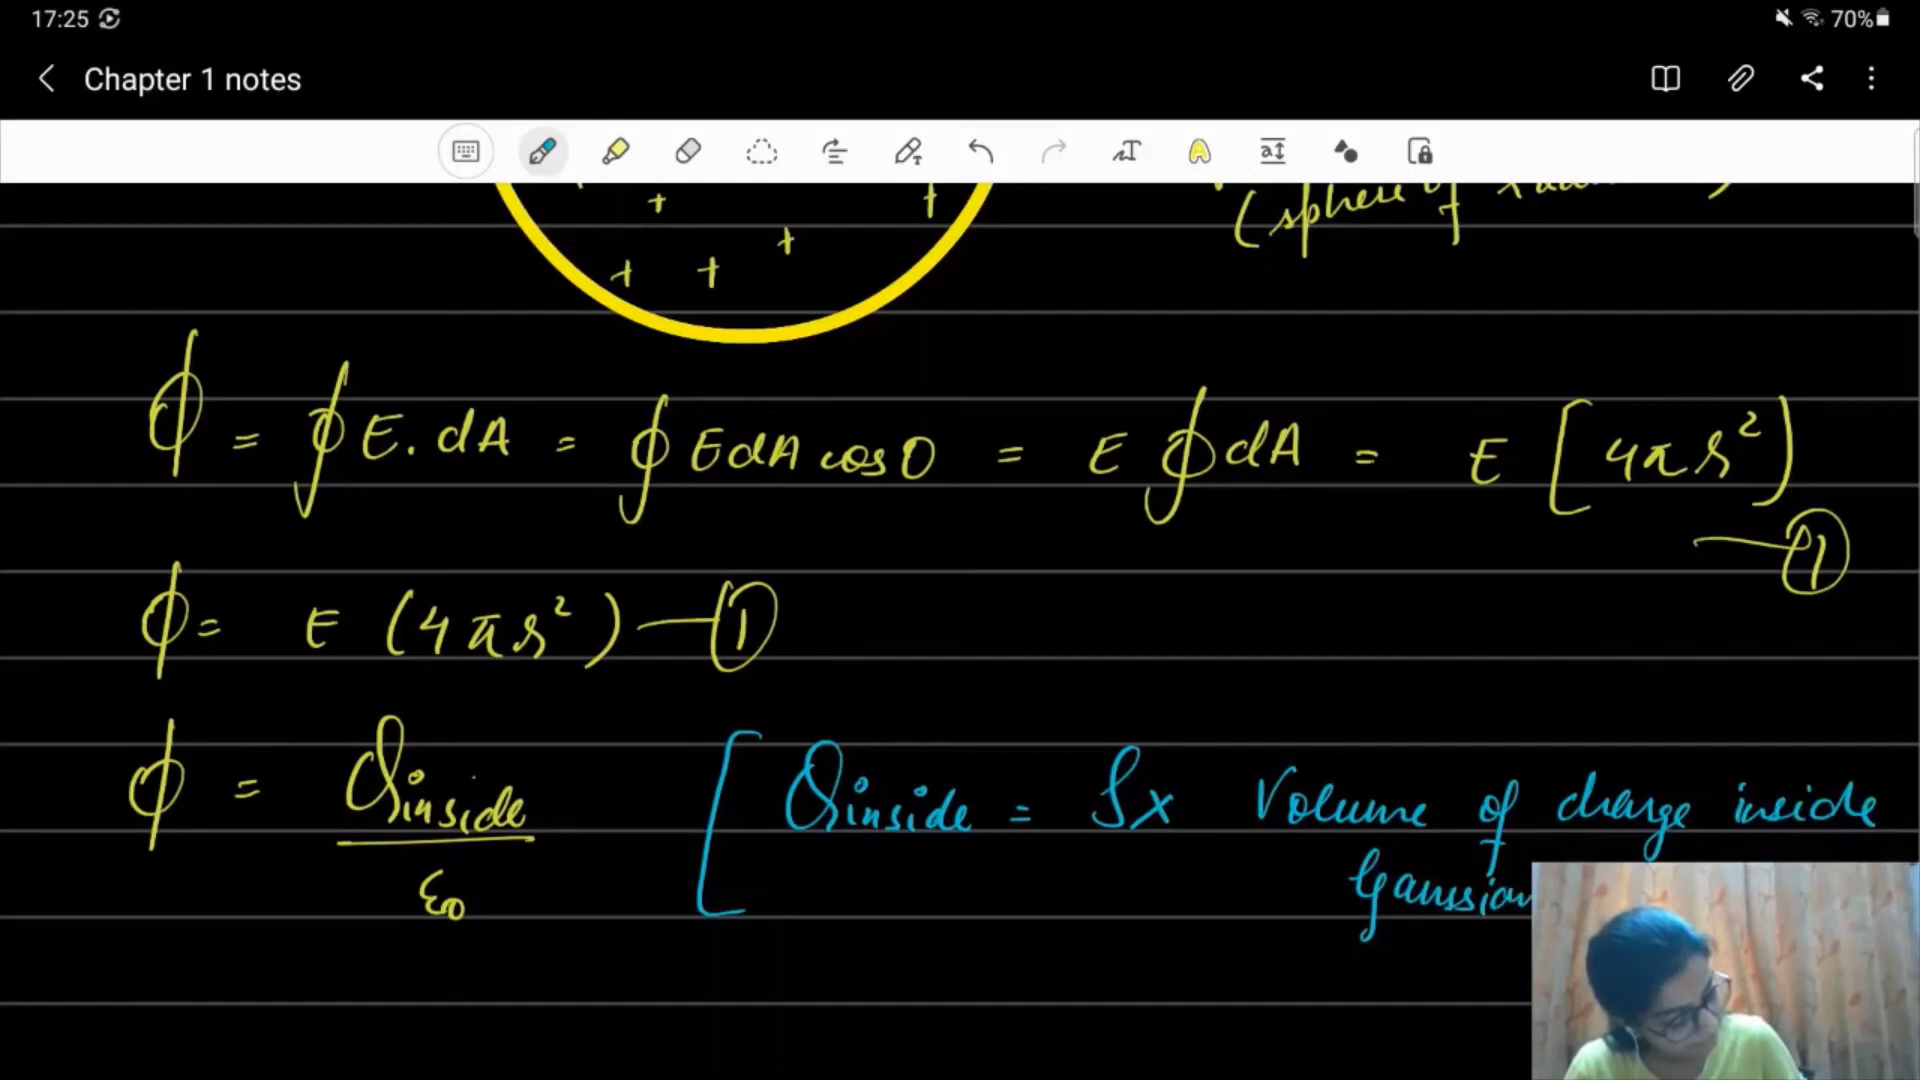 17:25 70%
Chapter 1 notes
(sphere of
+ + + + +
ϕ = ∮ E. dA = ∮ EdA cos 0 = E ∮ dA = E [4πr²)
—①
ϕ = E (4πr²) —①
ϕ = Qinside / ε0 [ Qinside = ρ x Volume of charge inside
Gaussian